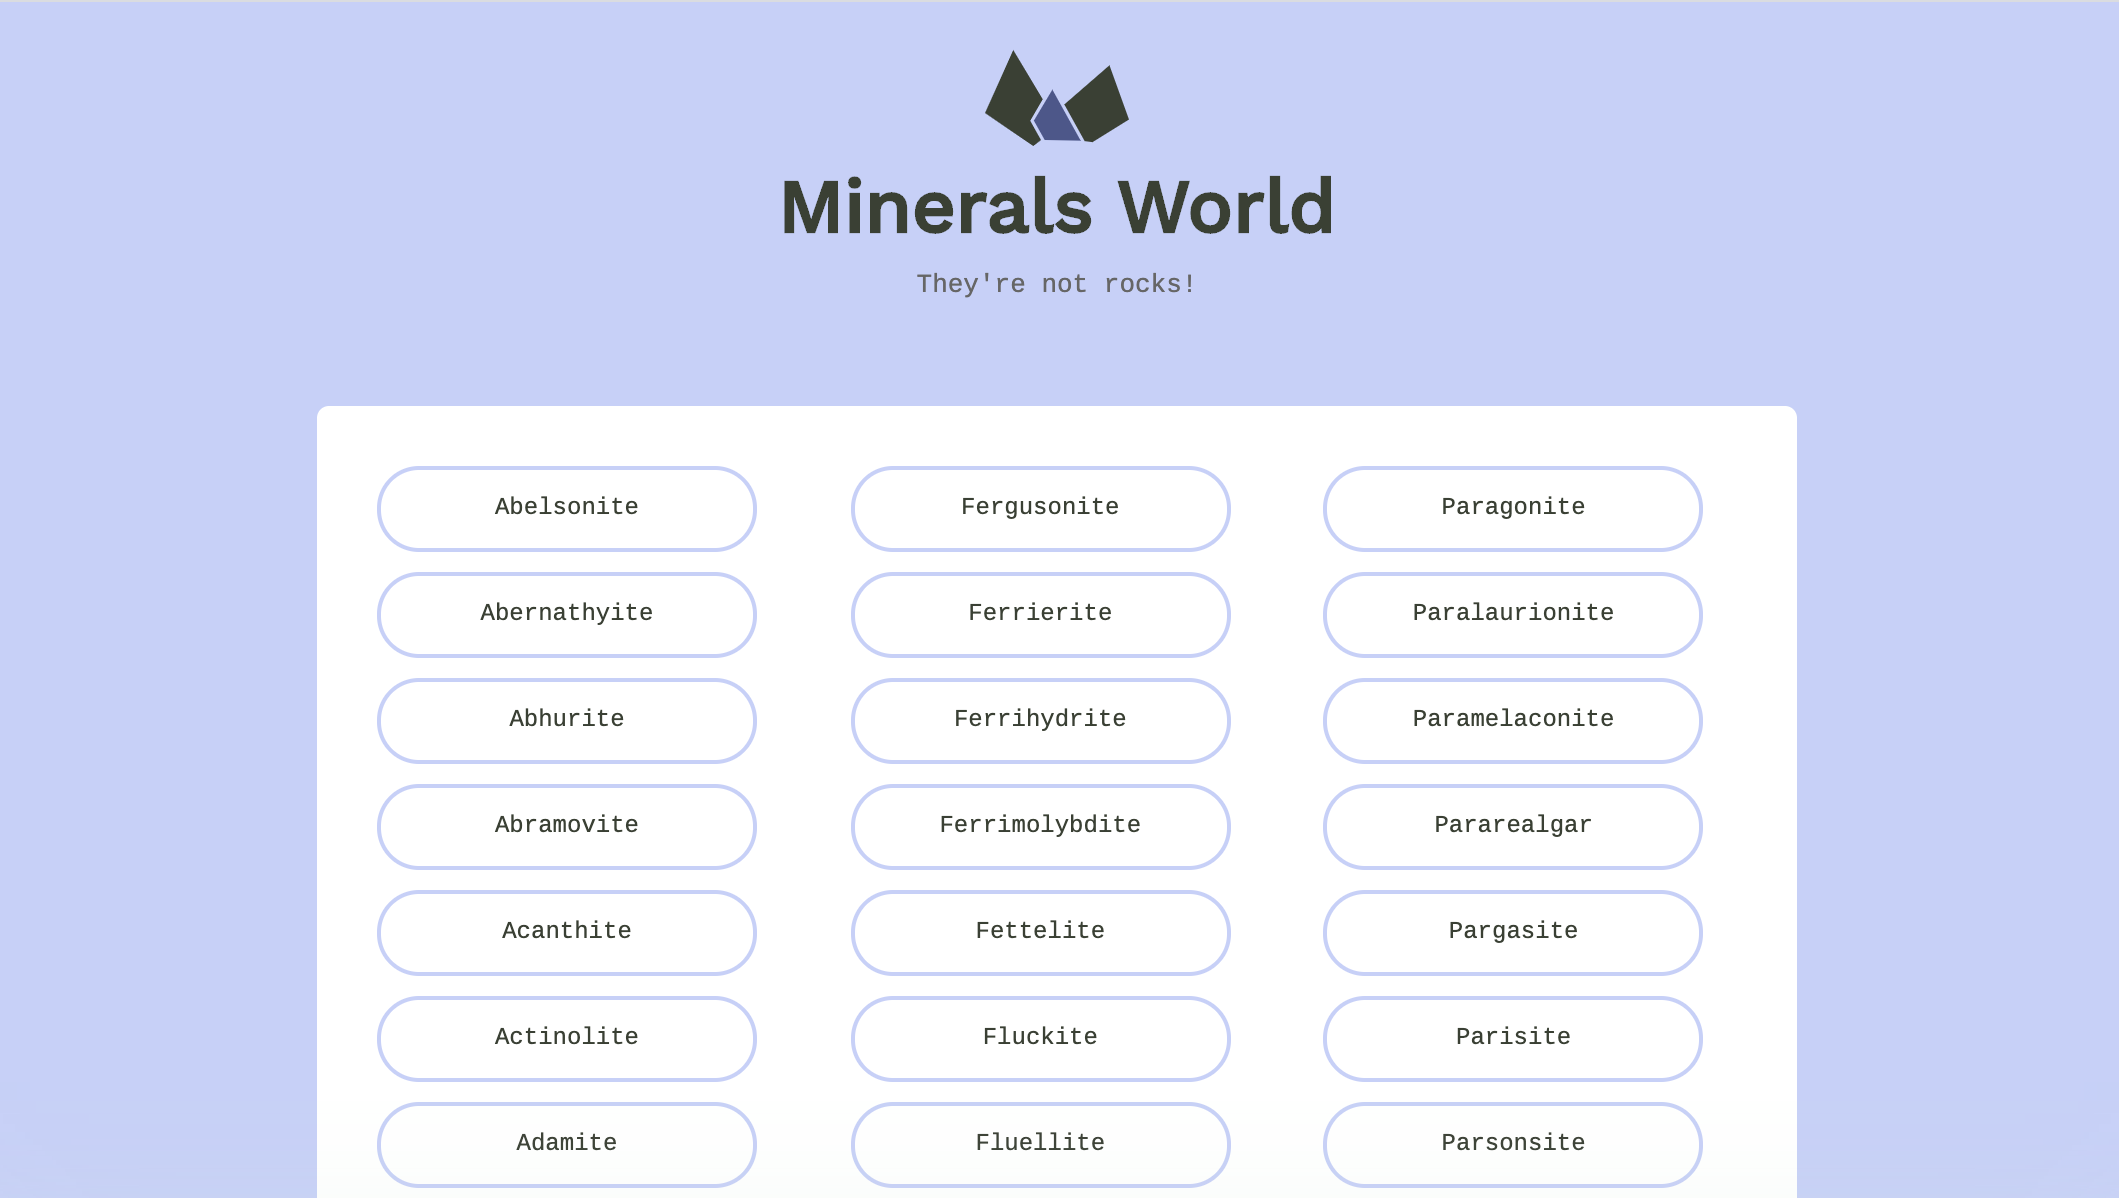 Minerals World
They're not rocks!
Abelsonite
Fergusonite
Paragonite
Abernathyite
Ferrierite
Paralaurionite
Abhurite
Ferrihydrite
Paramelaconite
Abramovite
Ferrimolybdite
Pararealgar
Acanthite
Fettelite
Pargasite
Actinolite
Fluckite
Parisite
Adamite
Fluellite
Parsonsite